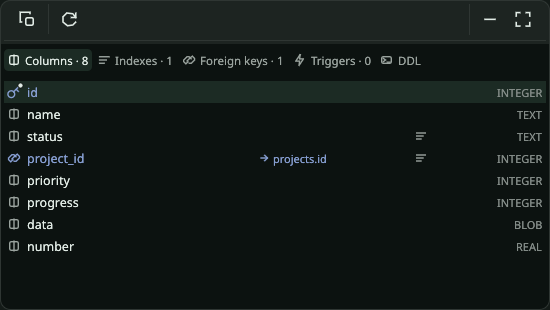 Columns · 8 Indexes · 1 Foreign keys · 1 Triggers · 0 DDL
id INTEGER
name TEXT
status TEXT
project_id → projects.id INTEGER
priority INTEGER
progress INTEGER
data BLOB
number REAL